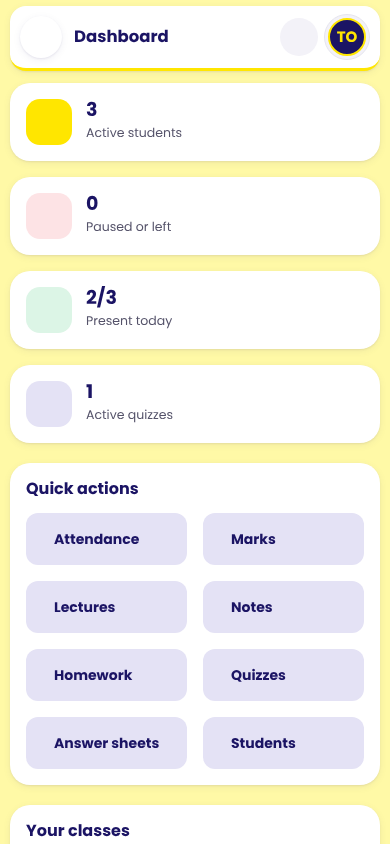 Dashboard
TO
3
Active students
0
Paused or left
2/3
Present today
1
Active quizzes
Quick actions
Attendance
Marks
Lectures
Notes
Homework
Quizzes
Answer sheets
Students
Your classes